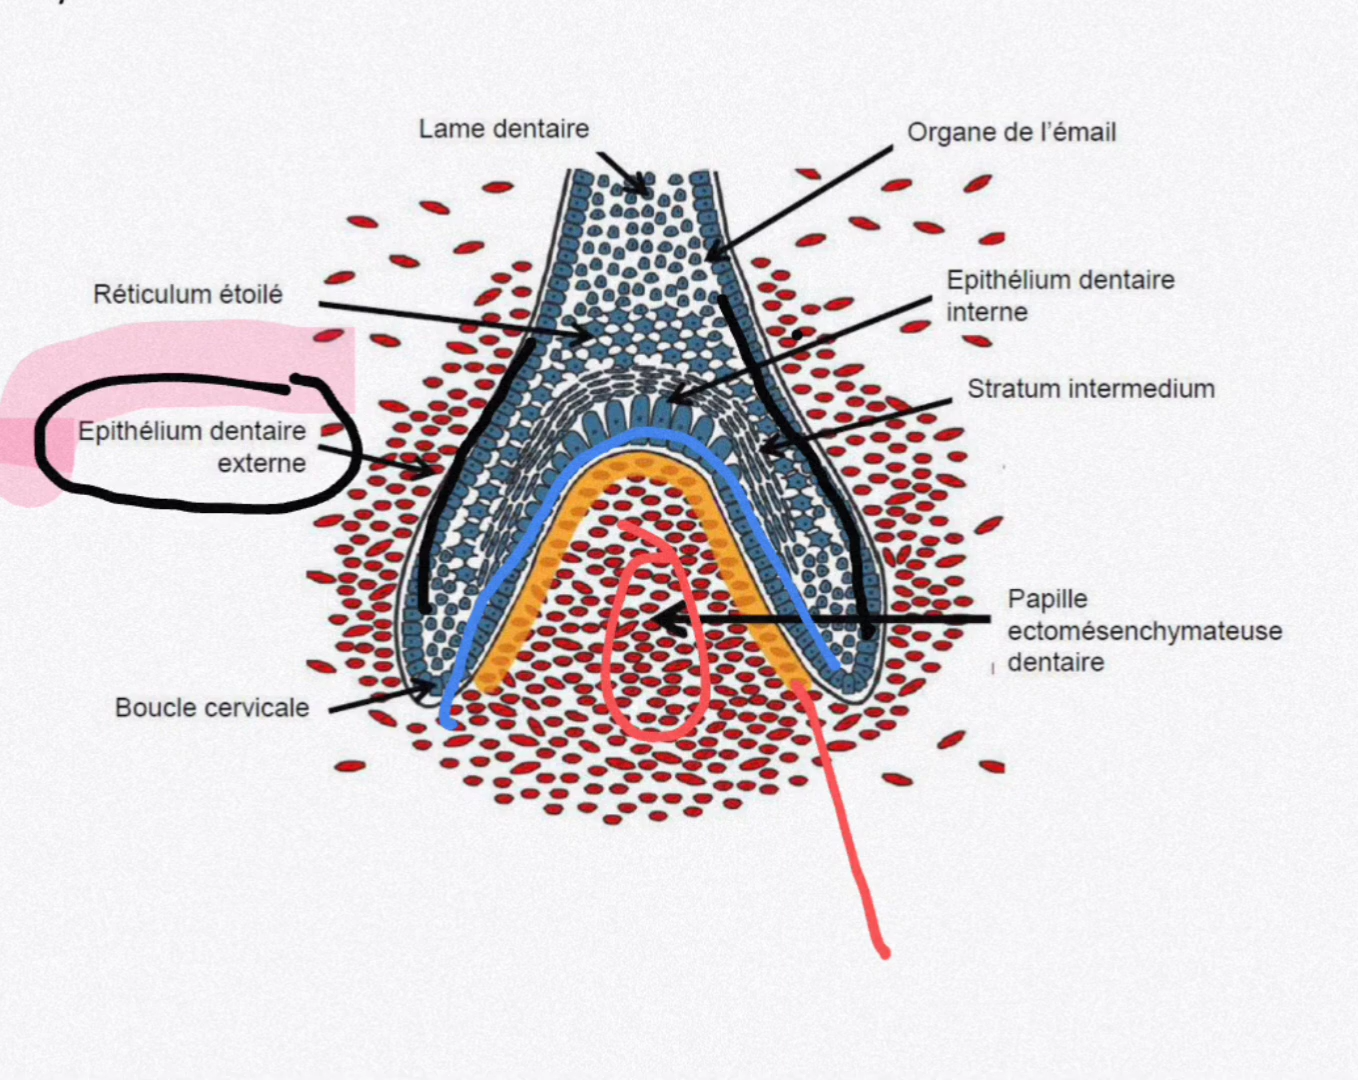 Lame dentaire
Organe de l'émail
Réticulum étoilé
Epithélium dentaire
interne
Stratum intermedium
Epithélium dentaire
externe
Papille
ectomésenchymateuse
dentaire
Boucle cervicale